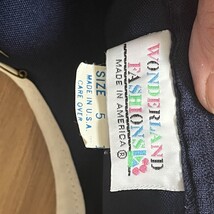 WONDERLAND
FASHIONS
MADE IN AMERICA ®
SIZE 5
MADE IN U.S.A.
CARE OVER